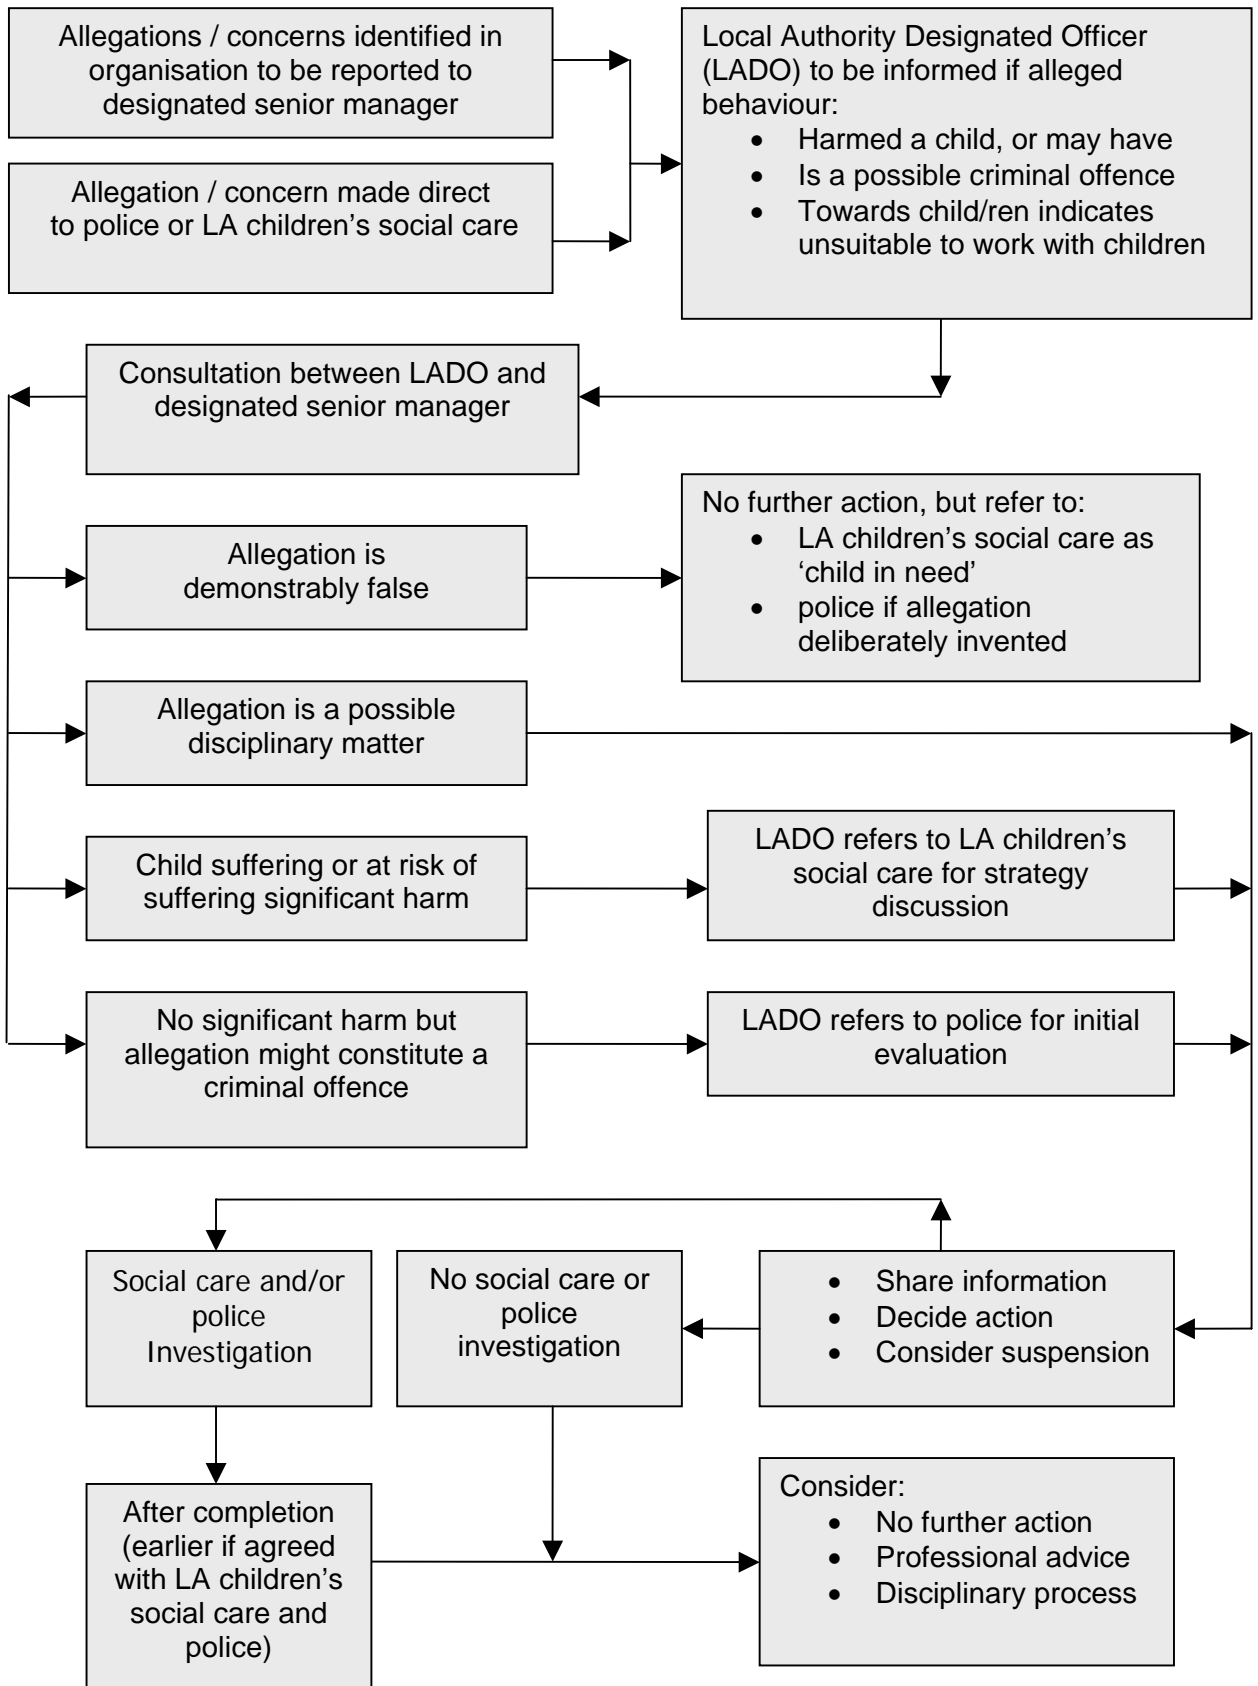 Allegations / concerns identified in
organisation to be reported to
designated senior manager
Local Authority Designated Officer
(LADO) to be informed if alleged
behaviour:
• Harmed a child, or may have
• Is a possible criminal offence
• Towards child/ren indicates
unsuitable to work with children
Allegation / concern made direct
to police or LA children’s social care
Consultation between LADO and
designated senior manager
Allegation is
demonstrably false
No further action, but refer to:
• LA children’s social care as
‘child in need’
• police if allegation
deliberately invented
Allegation is a possible
disciplinary matter
Child suffering or at risk of
suffering significant harm
LADO refers to LA children’s
social care for strategy
discussion
No significant harm but
allegation might constitute a
criminal offence
LADO refers to police for initial
evaluation
Social care and/or
police
Investigation
No social care or
police
investigation
• Share information
• Decide action
• Consider suspension
After completion
(earlier if agreed
with LA children’s
social care and
police)
Consider:
• No further action
• Professional advice
• Disciplinary process